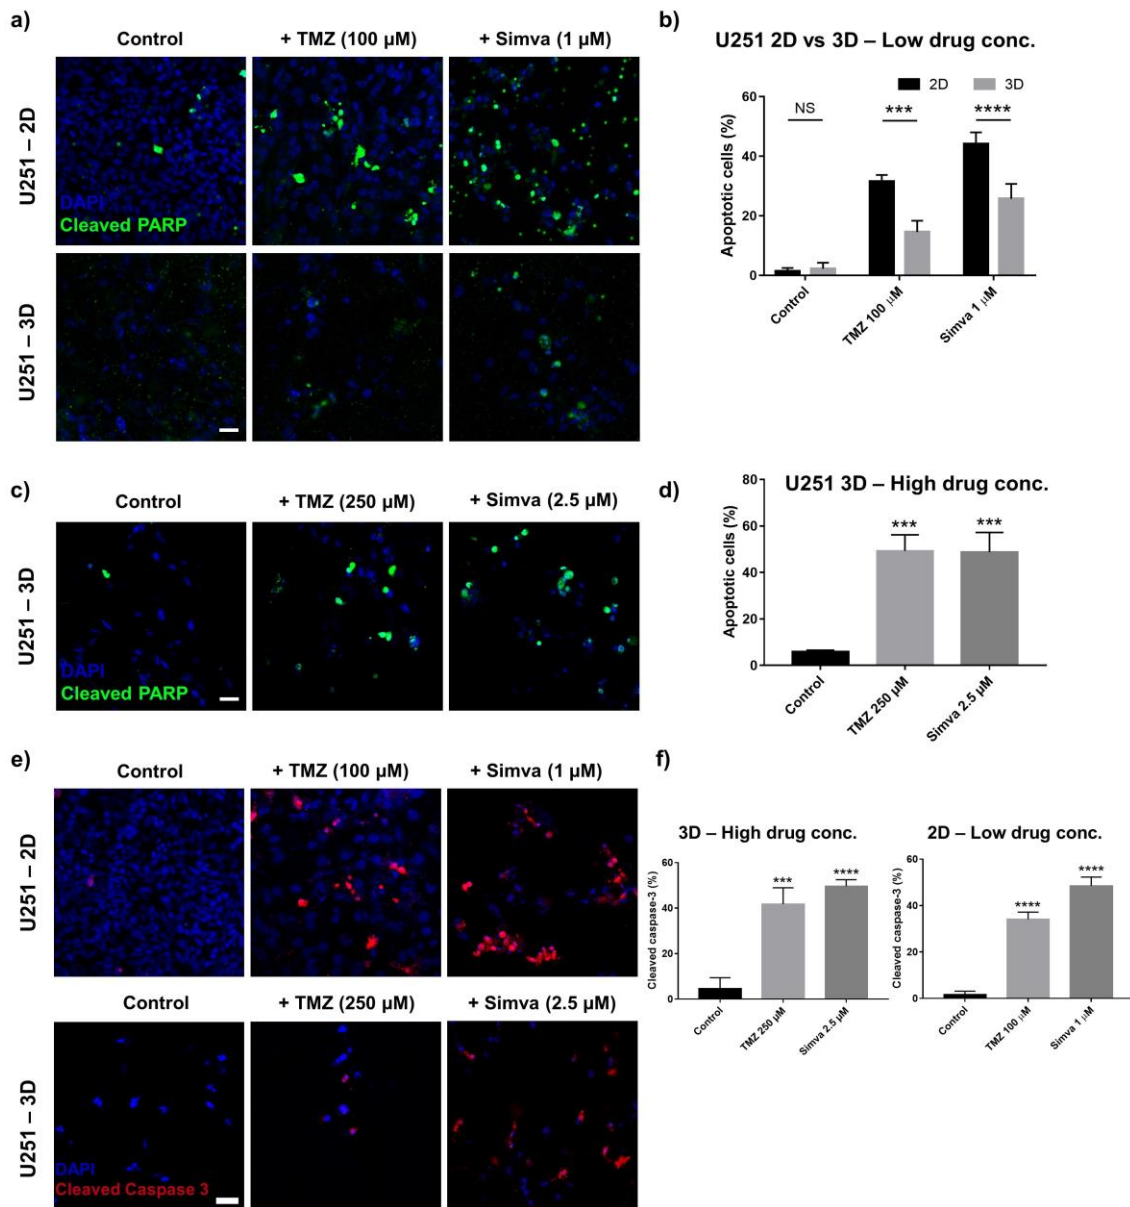 a)
Control
+ TMZ (100 µM)
+ Simva (1 µM)
U251 – 2D
DAPI
Cleaved PARP
U251 – 3D
b)
U251 2D vs 3D – Low drug conc.
2D
3D
NS
***
****
Apoptotic cells (%)
60
40
20
0
Control
TMZ 100 µM
Simva 1 µM
c)
Control
+ TMZ (250 µM)
+ Simva (2.5 µM)
U251 – 3D
DAPI
Cleaved PARP
d)
U251 3D – High drug conc.
***
***
Apoptotic cells (%)
80
60
40
20
0
Control
TMZ 250 µM
Simva 2.5 µM
e)
Control
+ TMZ (100 µM)
+ Simva (1 µM)
U251 – 2D
Control
+ TMZ (250 µM)
+ Simva (2.5 µM)
U251 – 3D
DAPI
Cleaved Caspase 3
f)
3D – High drug conc.
***
****
Cleaved caspase-3 (%)
60
40
20
0
Control
TMZ 250 µM
Simva 2.5 µM
2D – Low drug conc.
****
****
Cleaved caspase-3 (%)
60
40
20
0
Control
TMZ 100 µM
Simva 1 µM